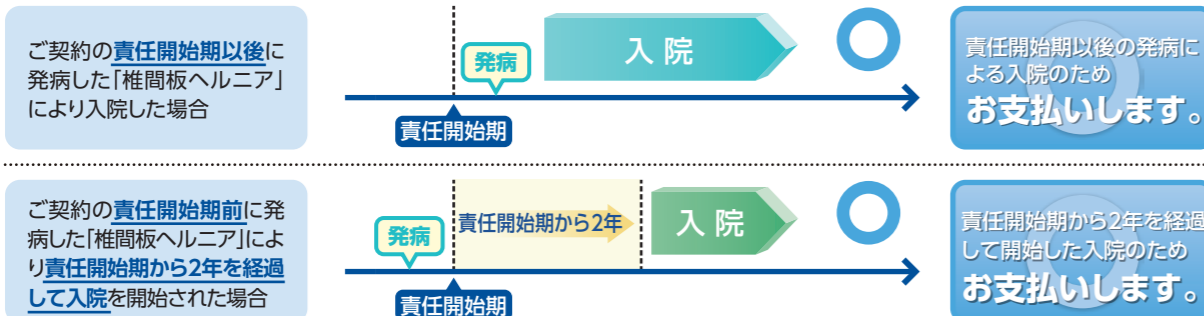 ご契約の責任開始期以後に
発病した「椎間板ヘルニア」
により入院した場合
発病
入院
責任開始期
責任開始期以後の発病に
よる入院のため
お支払いします。
ご契約の責任開始期前に発
病した「椎間板ヘルニア」によ
り責任開始期から2年を経過
して入院を開始された場合
発病
責任開始期から2年
入院
責任開始期
責任開始期から2年を経過
して開始した入院のため
お支払いします。